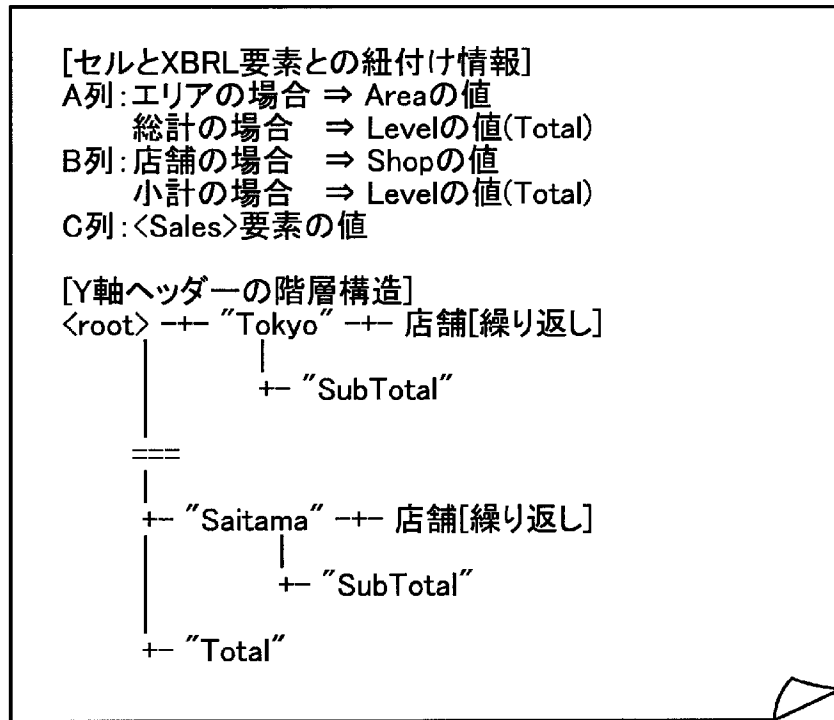 [セルとXBRL要素との紐付け情報]
A列:エリアの場合 ⇒ Areaの値
総計の場合 ⇒ Levelの値(Total)
B列:店舗の場合 ⇒ Shopの値
小計の場合 ⇒ Levelの値(Total)
C列:<Sales>要素の値
[Y軸ヘッダーの階層構造]
<root> -+- "Tokyo" -+- 店舗[繰り返し]
+- "SubTotal"
===
+- "Saitama" -+- 店舗[繰り返し]
+- "SubTotal"
+- "Total"